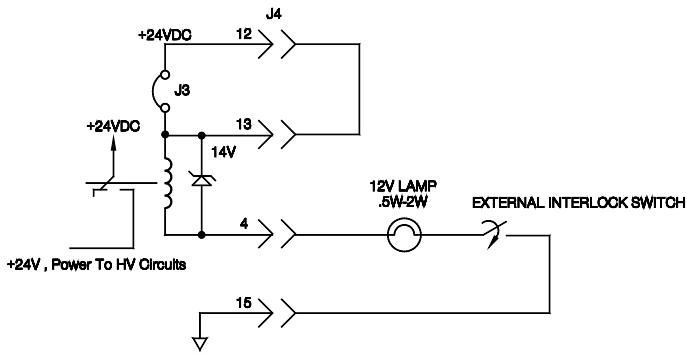 J4
+24VDC
12
J3
+24VDC
13
14V
12V LAMP
.5W-2W
EXTERNAL INTERLOCK SWITCH
4
+24V , Power To HV Circuits
15